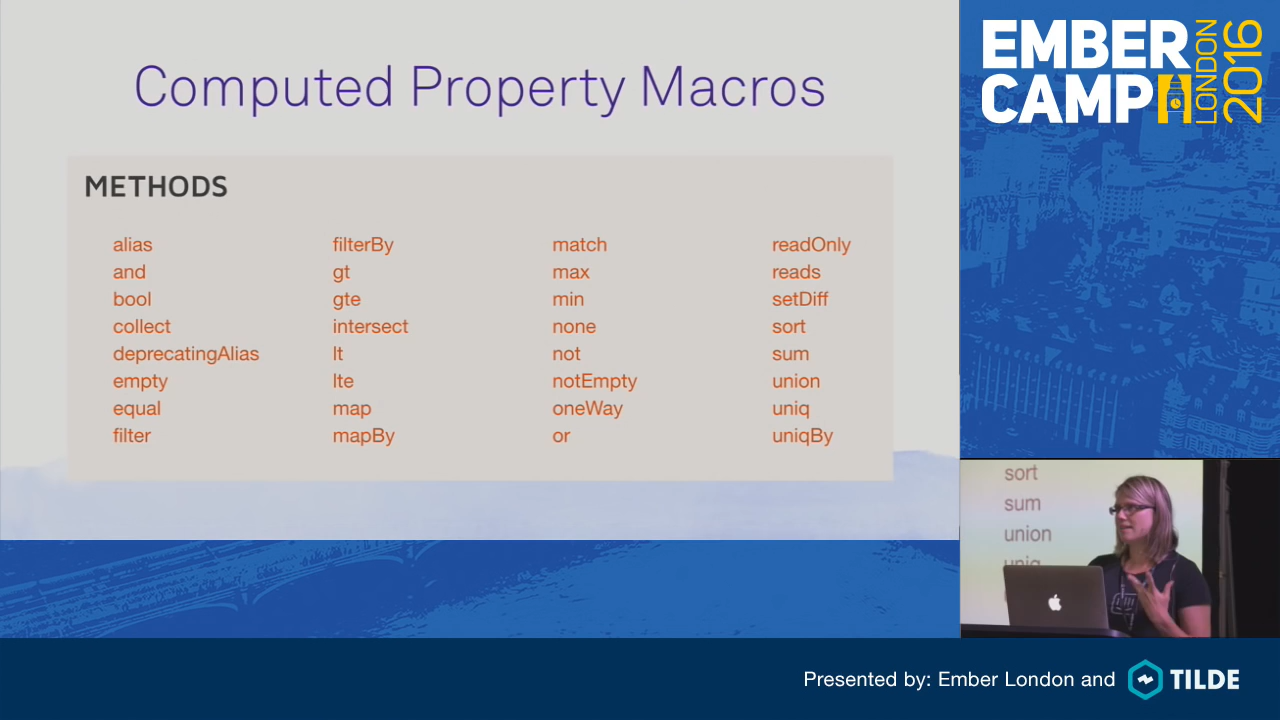 Computed Property Macros
METHODS
alias
and
bool
collect
deprecatingAlias
empty
equal
filter
filterBy
gt
gte
intersect
lt
lte
map
mapBy
match
max
min
none
not
notEmpty
oneWay
or
readOnly
reads
setDiff
sort
sum
union
uniq
uniqBy
EMBER
CAMP
LONDON
2016
sort
sum
union
uniq
Presented by: Ember London and
TILDE